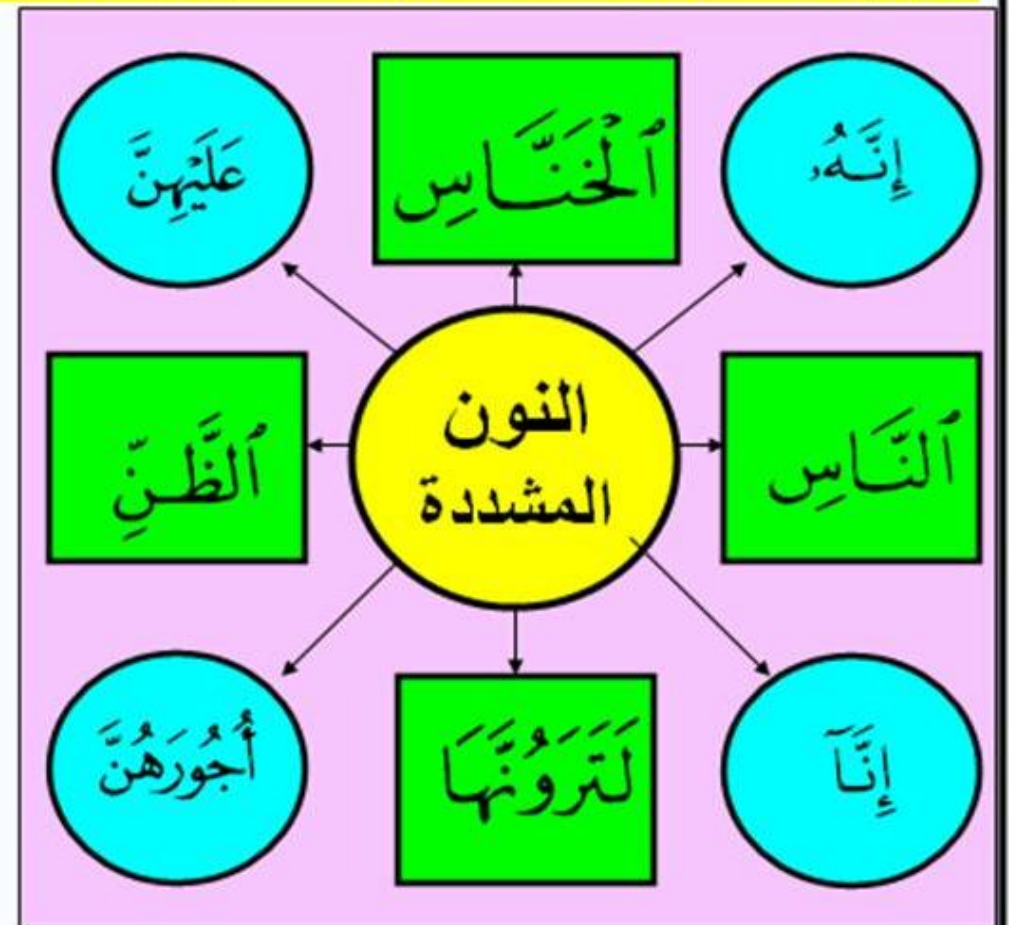 إِنَّهُۥ
ٱلْخَنَّاسِ
عَلَيْهِنَّ
ٱلنَّاسِ
النون
المشددة
ٱلظَّنِّ
إِنَّآ
لَتَرَوُنَّهَا
أُجُورَهُنَّ